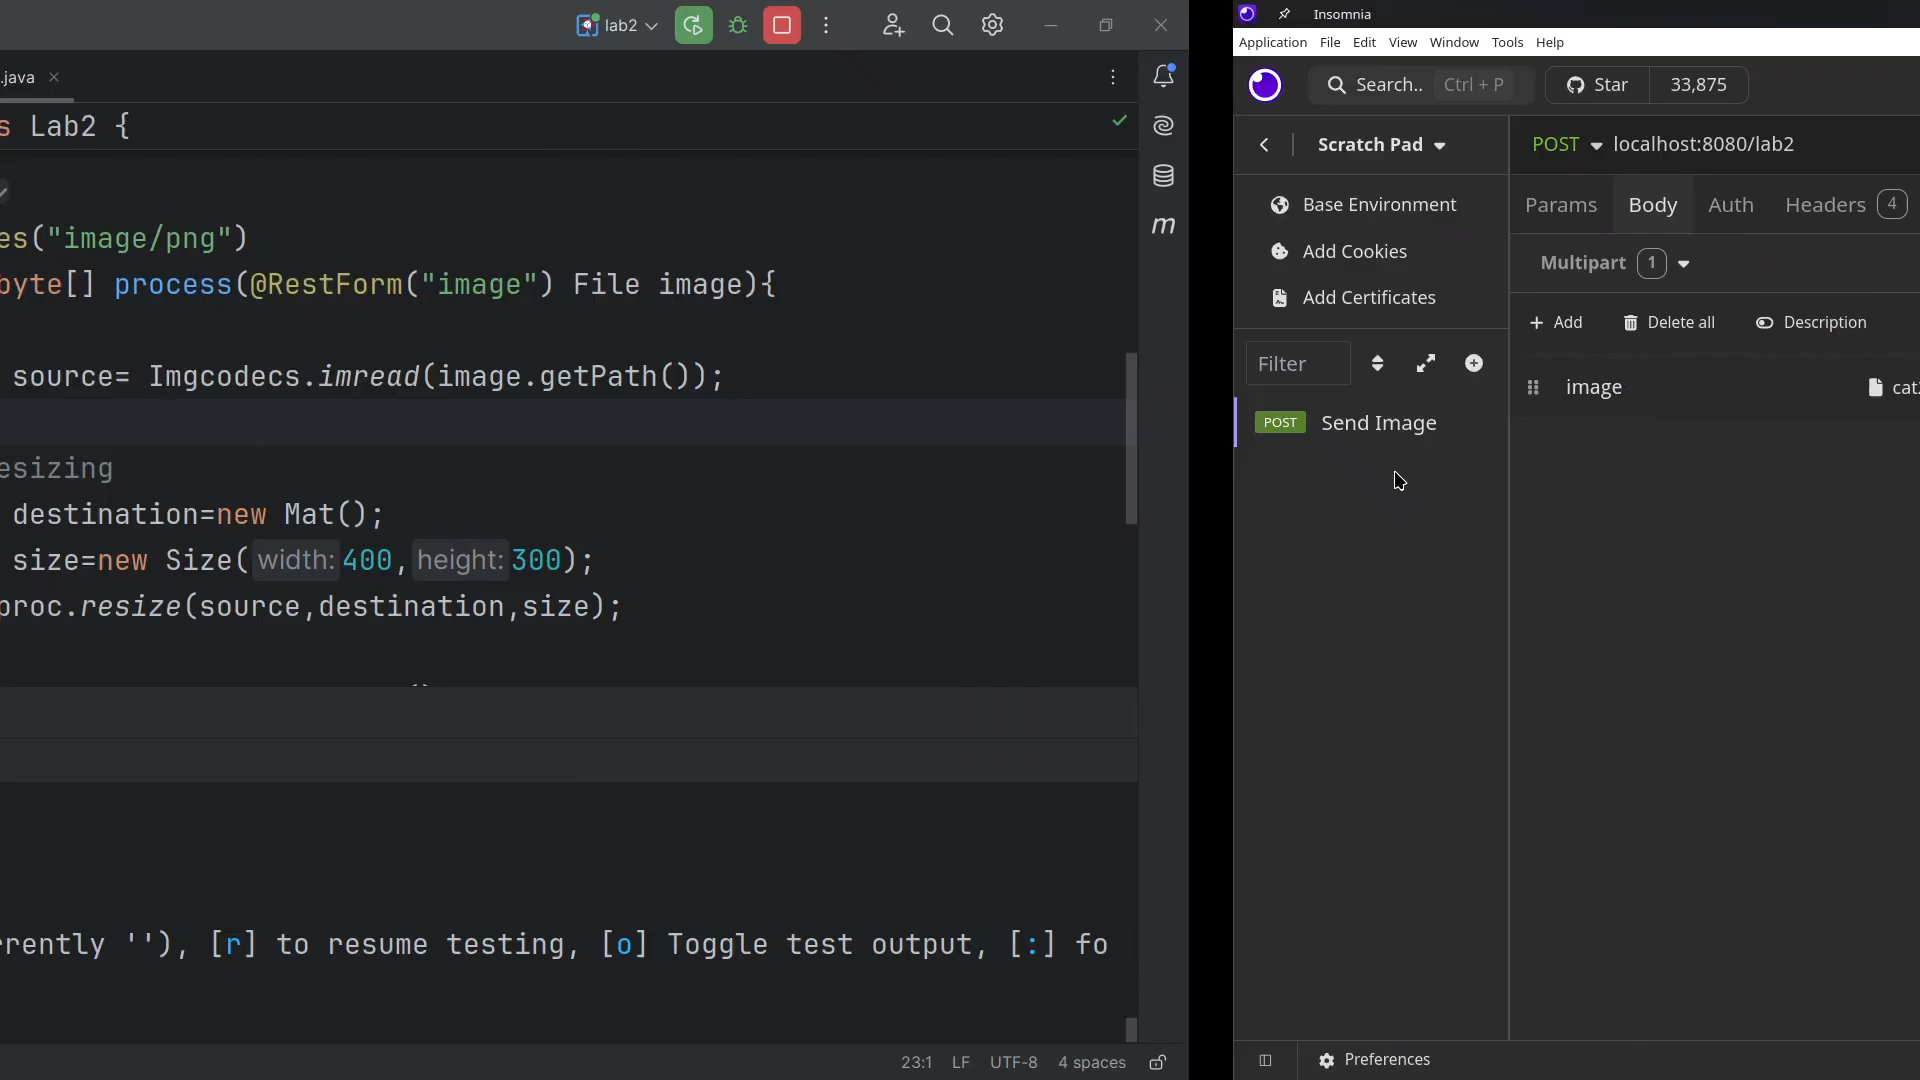 lab2
.java
s Lab2 {
es("image/png")
byte[] process(@RestForm("image") File image){
source= Imgcodecs.imread(image.getPath());
esizing
destination=new Mat();
size=new Size( width: 400, height: 300);
proc.resize(source,destination,size);
rently ''), [r] to resume testing, [o] Toggle test output, [:] fo
23:1 LF UTF-8 4 spaces
m
Insomnia
Application File Edit View Window Tools Help
Search.. Ctrl + P Star 33,875
Scratch Pad
Base Environment
Add Cookies
Add Certificates
Filter
POST Send Image
Preferences
POST localhost:8080/lab2
Params Body Auth Headers 4
Multipart 1
+ Add Delete all Description
image cat